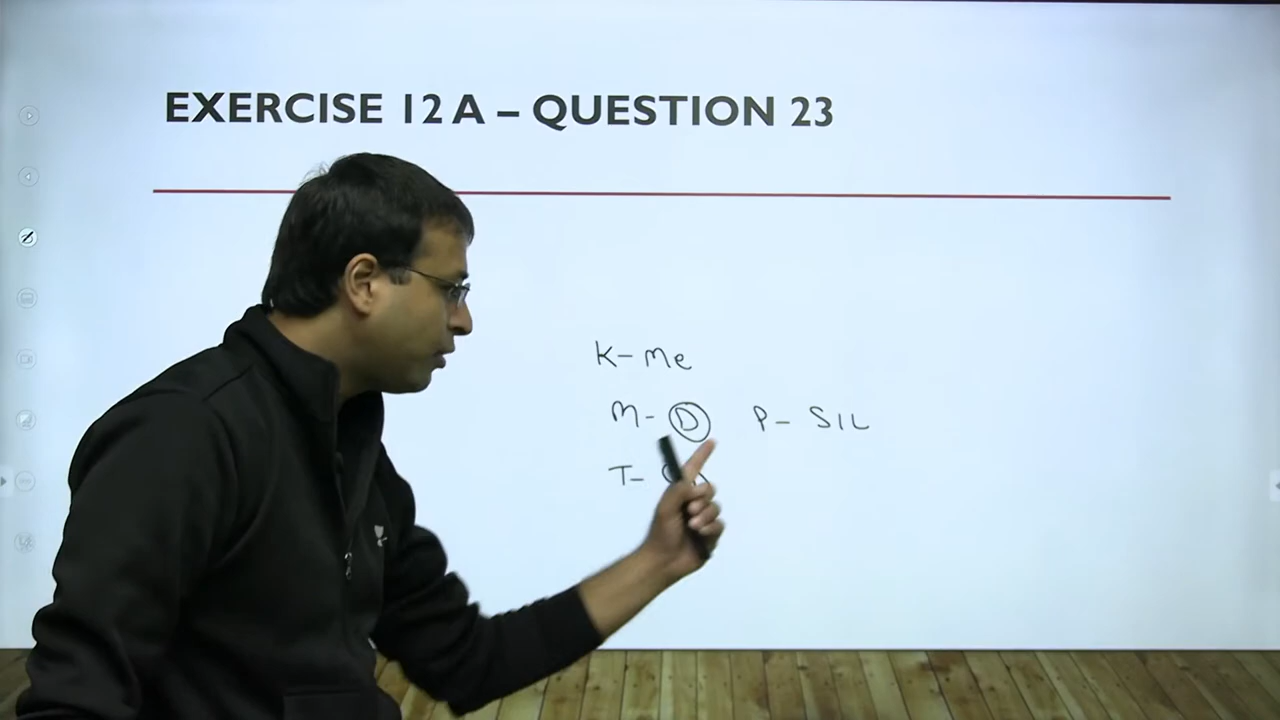 EXERCISE 12 A – QUESTION 23
K- Me
M- D P- SIL
T-